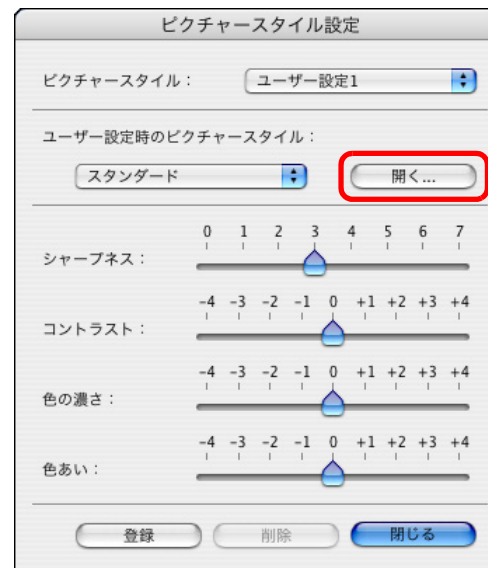 ピクチャースタイル設定
ピクチャースタイル： ユーザー設定1
ユーザー設定時のピクチャースタイル：
スタンダード 開く...
0 1 2 3 4 5 6 7
シャープネス：
-4 -3 -2 -1 0 +1 +2 +3 +4
コントラスト：
-4 -3 -2 -1 0 +1 +2 +3 +4
色の濃さ：
-4 -3 -2 -1 0 +1 +2 +3 +4
色あい：
登録 削除 閉じる